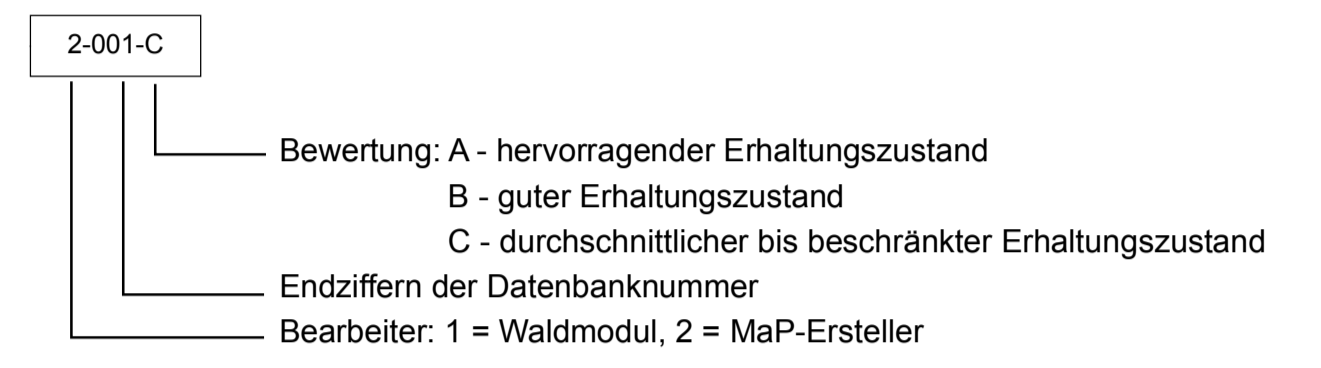 2-001-C
Bewertung: A - hervorragender Erhaltungszustand
B - guter Erhaltungszustand
C - durchschnittlicher bis beschränkter Erhaltungszustand
Endziffern der Datenbanknummer
Bearbeiter: 1 = Waldmodul, 2 = MaP-Ersteller